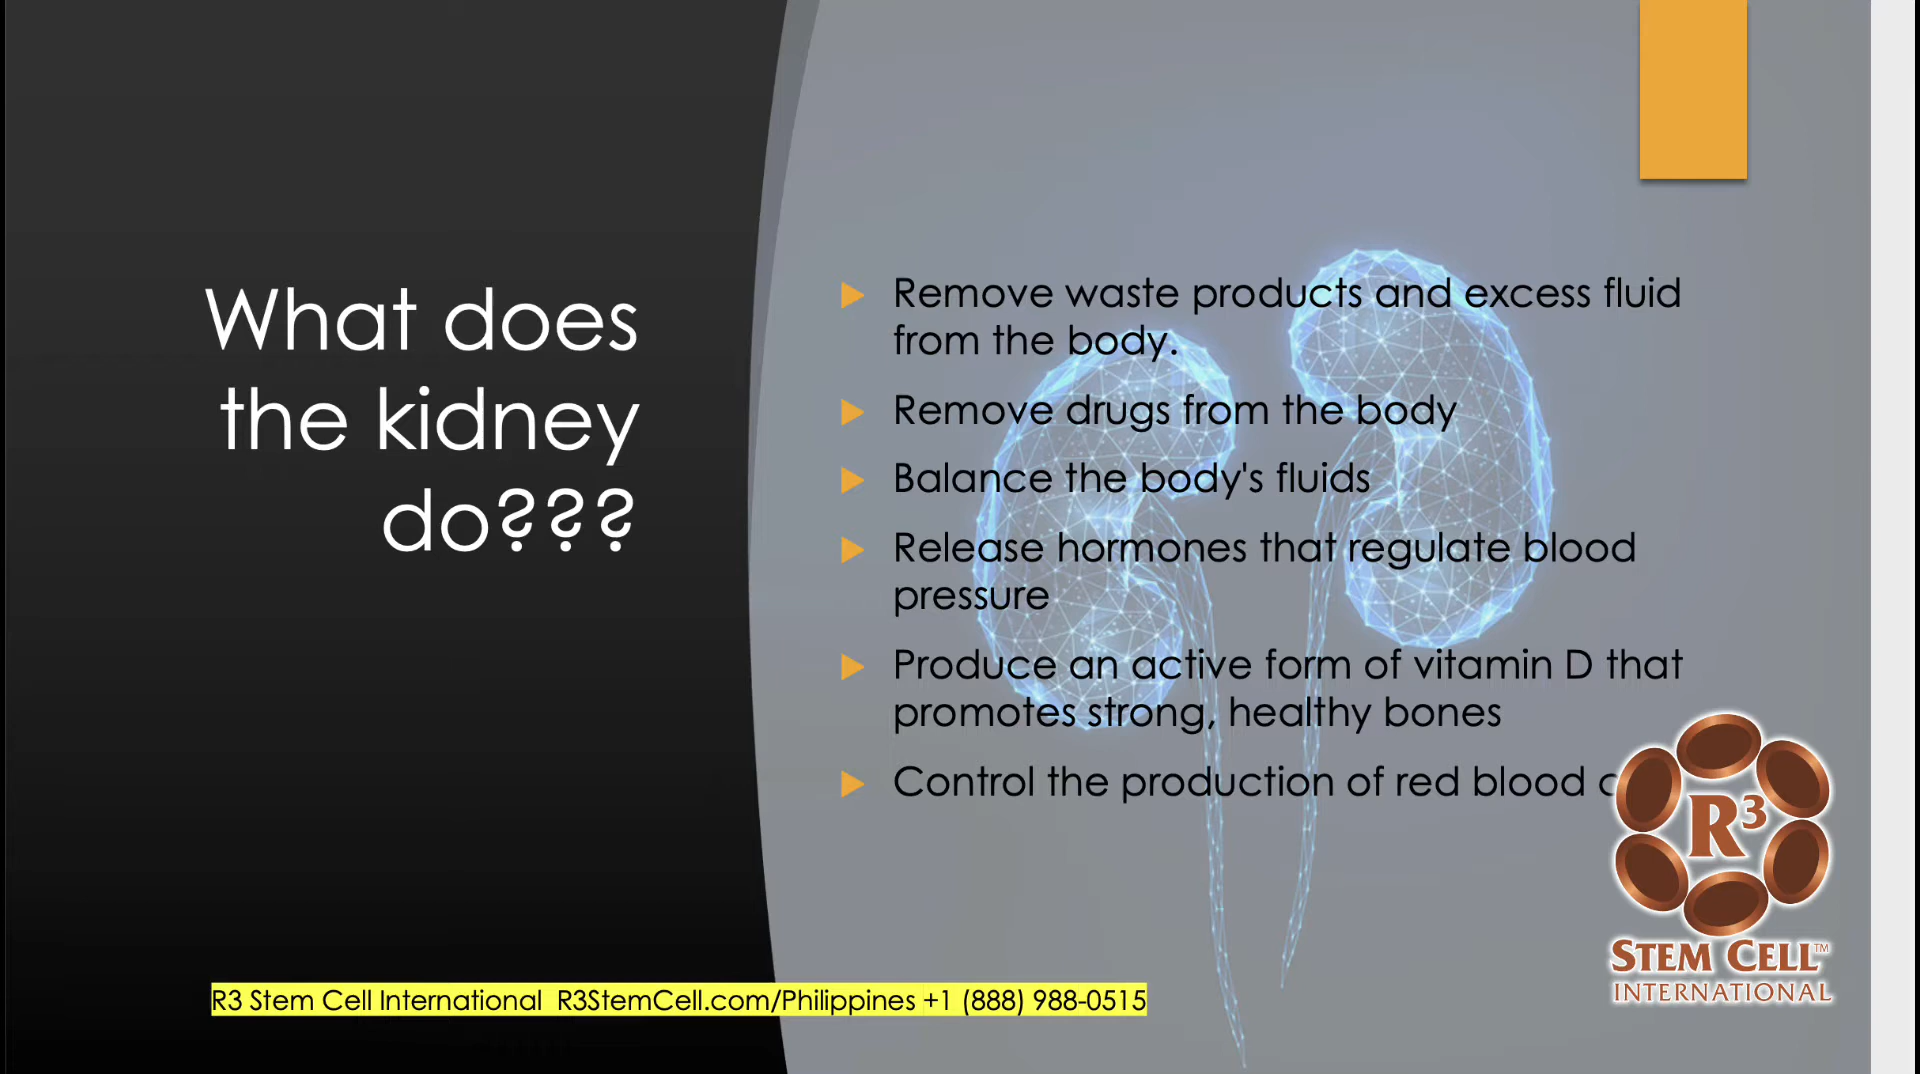 What does
the kidney
do???
Remove waste products and excess fluid
from the body.
Remove drugs from the body
Balance the body's fluids
Release hormones that regulate blood
pressure
Produce an active form of vitamin D that
promotes strong, healthy bones
Control the production of red blood
R3
STEM CELL™
INTERNATIONAL
R3 Stem Cell International R3StemCell.com/Philippines +1 (888) 988-0515